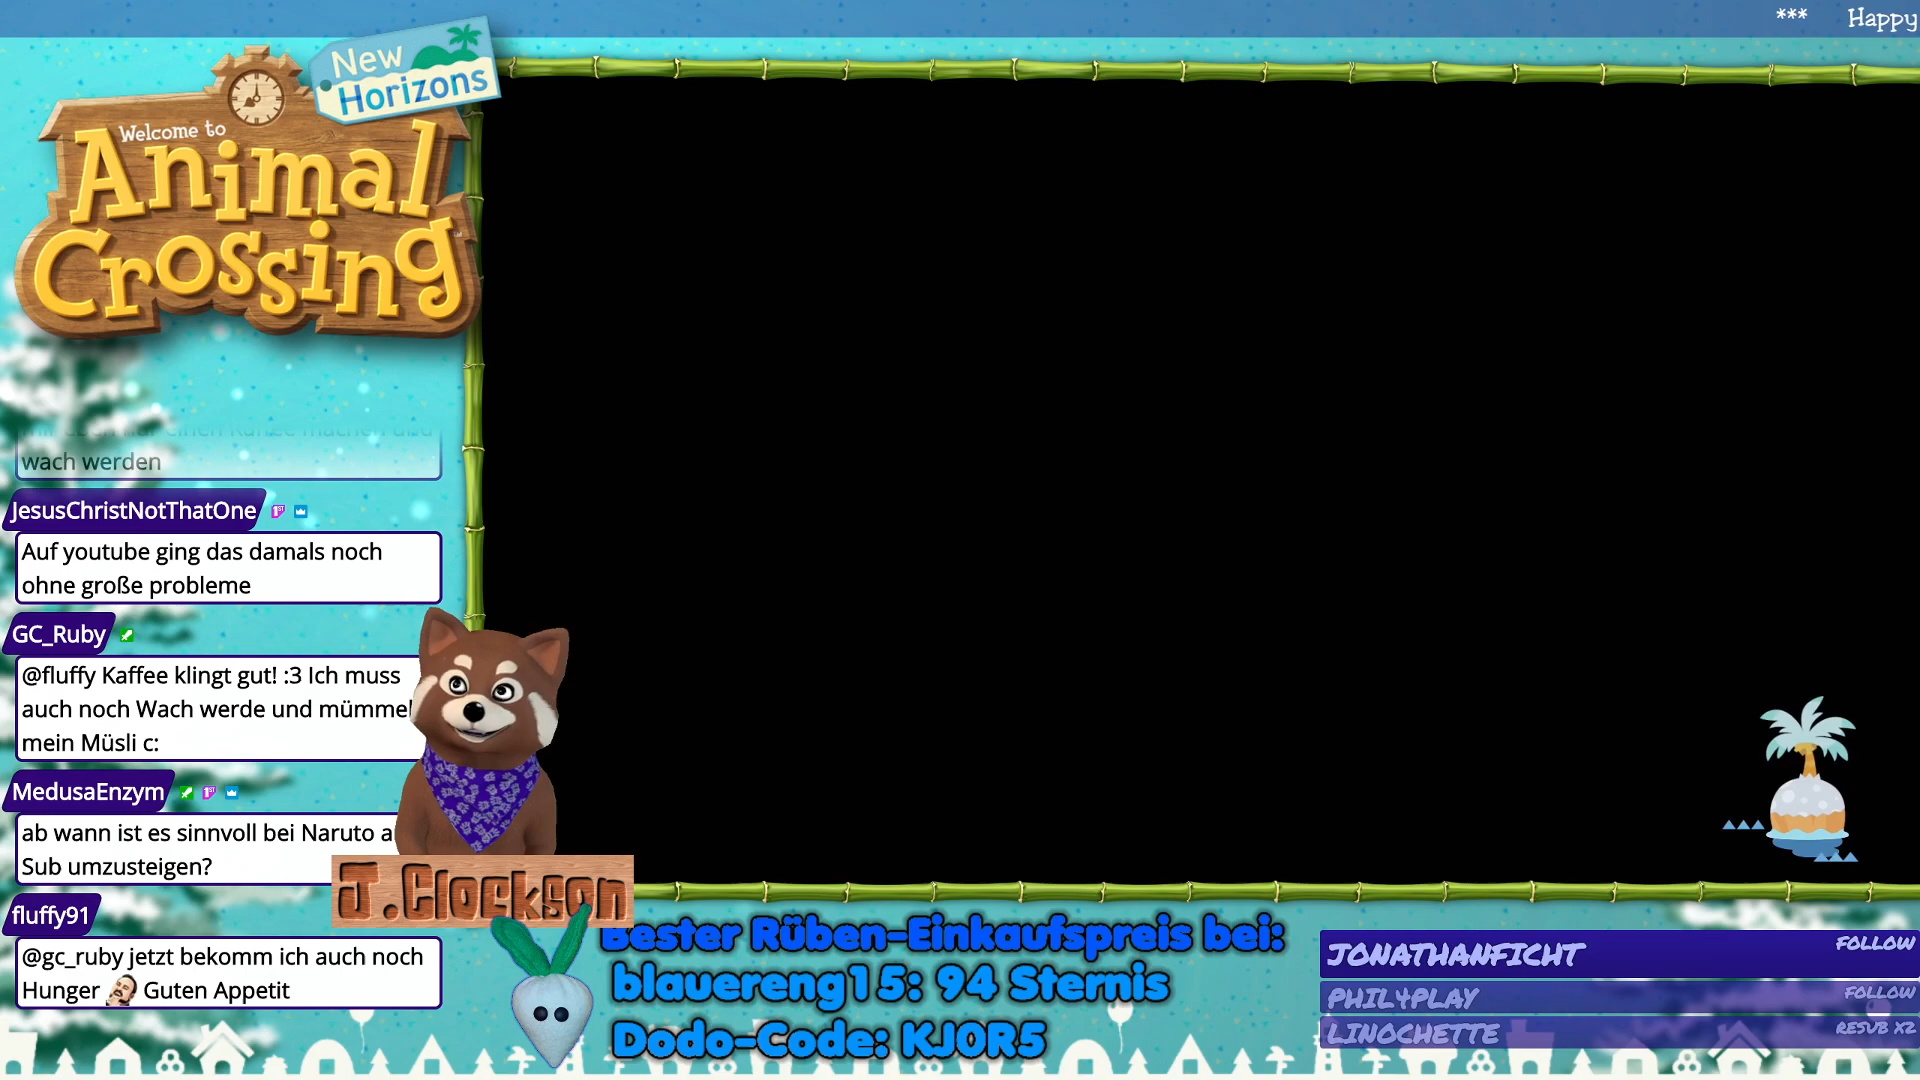 *** Happy
New
Horizons
Welcome to
Animal
Crossing
wach werden
JesusChristNotThatOne
Auf youtube ging das damals noch
ohne große probleme
GC_Ruby
@fluffy Kaffee klingt gut! :3 Ich muss
auch noch Wach werde und mümmel
mein Müsli c:
MedusaEnzym
ab wann ist es sinnvoll bei Naruto a
Sub umzusteigen?
fluffy91
@gc_ruby jetzt bekomm ich auch noch
Hunger Guten Appetit
J.Clockson
Bester Rüben-Einkaufspreis bei:
blauereng15: 94 Sternis
Dodo-Code: KJ0R5
JONATHANFICHT FOLLOW
PHIL4PLAY FOLLOW
LINOCHETTE RESUB X2